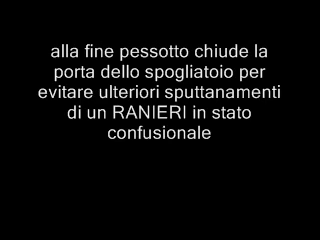 alla fine pessotto chiude la
porta dello spogliatoio per
evitare ulteriori sputtanamenti
di un RANIERI in stato
confusionale